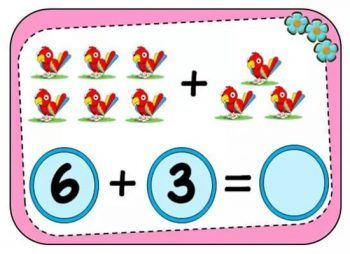 +
6 + 3 =